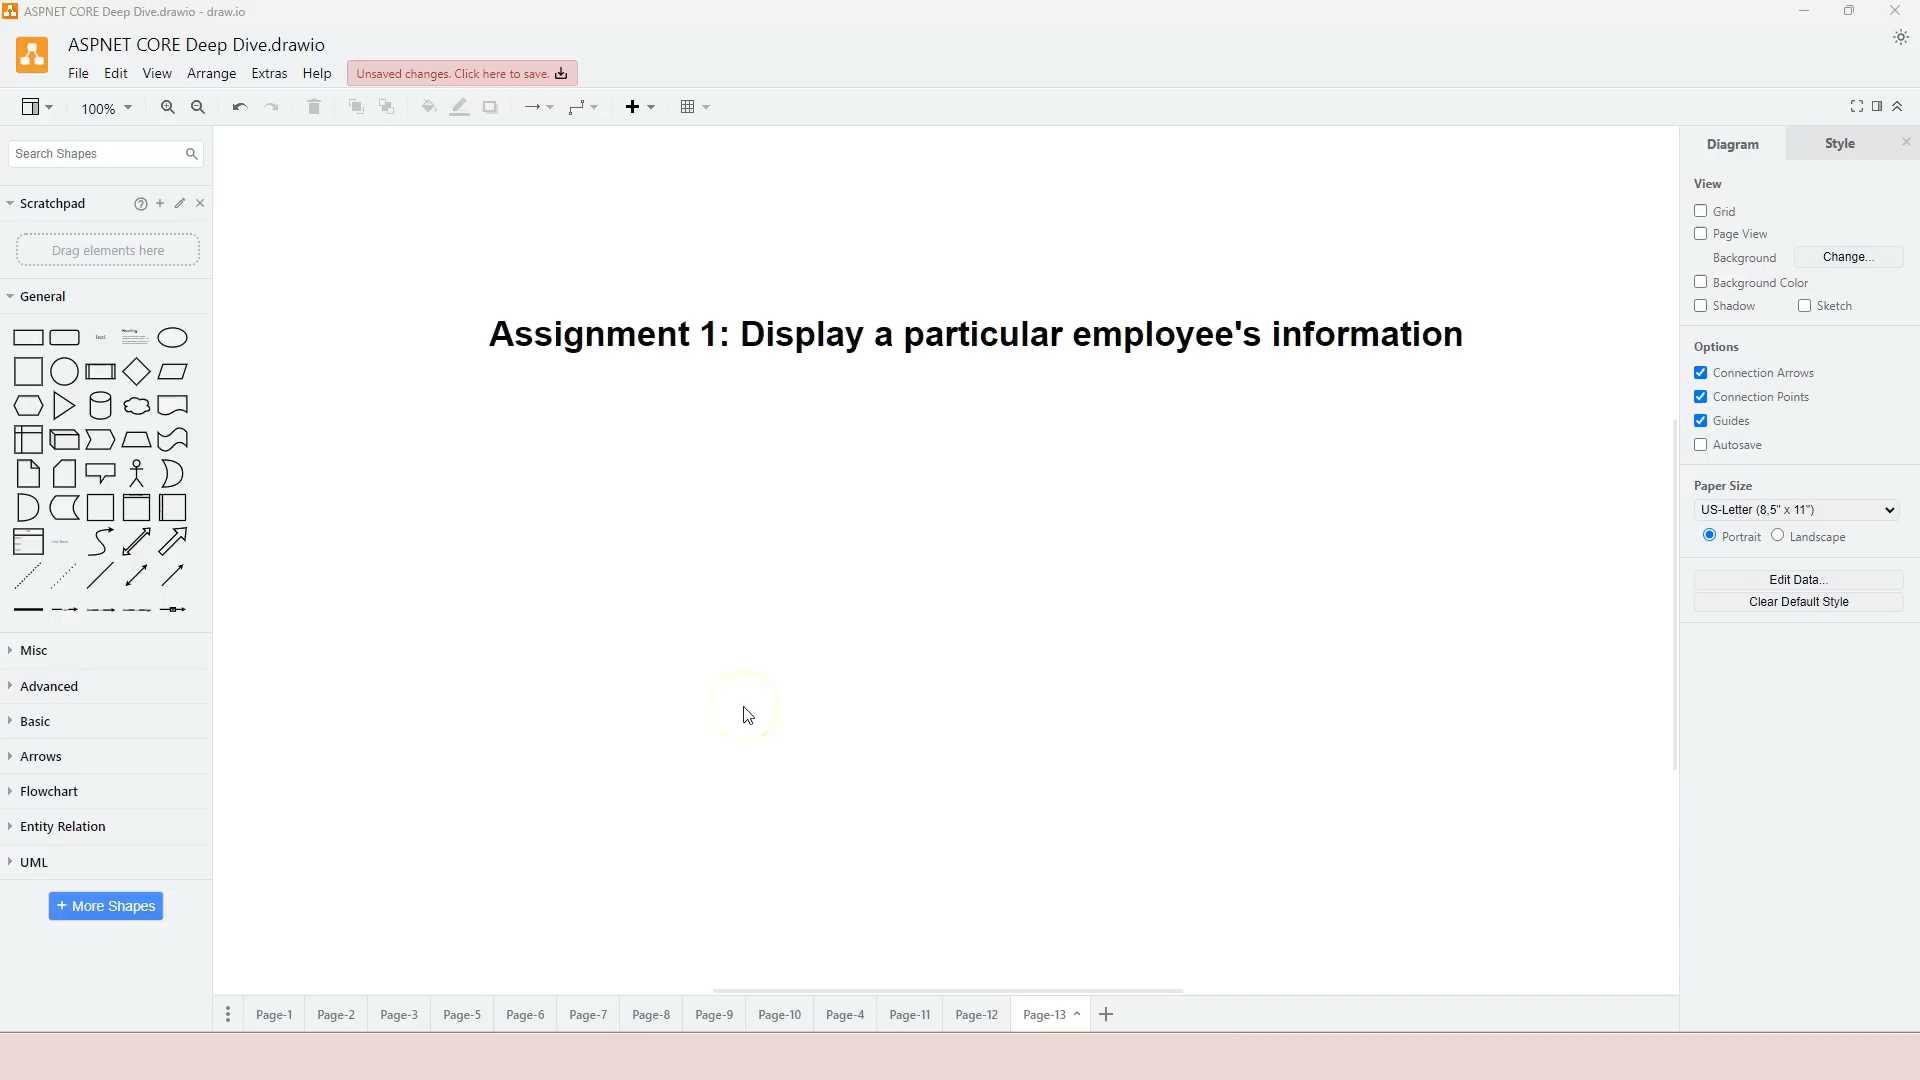 ASPNET CORE Deep Dive.drawio - draw.io
ASPNET CORE Deep Dive.drawio
File Edit View Arrange Extras Help Unsaved changes. Click here to save.
100%
Search Shapes
Scratchpad
Drag elements here
General
Text
Heading
Misc
Advanced
Basic
Arrows
Flowchart
Entity Relation
UML
+ More Shapes
Assignment 1: Display a particular employee's information
Page-1 Page-2 Page-3 Page-5 Page-6 Page-7 Page-8 Page-9 Page-10 Page-4 Page-11 Page-12 Page-13
Diagram Style
View
Grid
Page View
Background Change...
Background Color
Shadow Sketch
Options
Connection Arrows
Connection Points
Guides
Autosave
Paper Size
US-Letter (8,5" x 11")
Portrait Landscape
Edit Data...
Clear Default Style